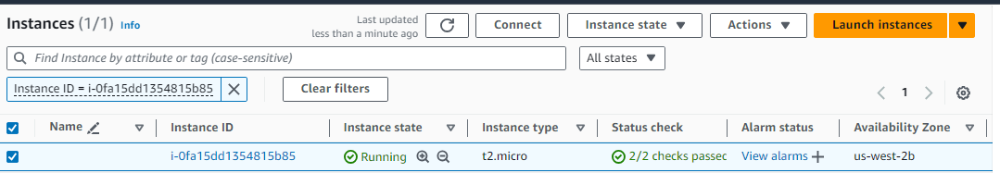 Instances (1/1) Info
Last updated
less than a minute ago
Connect
Instance state
Actions
Launch instances
Find Instance by attribute or tag (case-sensitive)
All states
Instance ID = i-0fa15dd1354815b85
Clear filters
1
Name Instance ID Instance state Instance type Status check Alarm status Availability Zone
i-0fa15dd1354815b85 Running t2.micro 2/2 checks passec View alarms us-west-2b